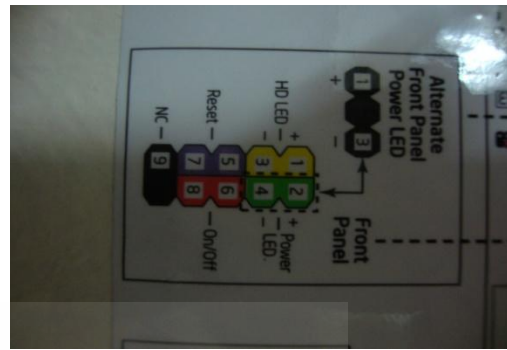 Alternate
Front Panel
Power LED
1 3
+ −
Front
Panel
HD LED − + −
1 2
3 4
+ Power
− LED.
Reset −
5 6
7 8
− On/Off
NC − 9